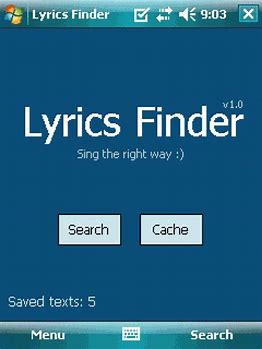 Lyrics Finder 9:03
v1.0
Lyrics Finder
Sing the right way :)
Search Cache
Saved texts: 5
Menu Search